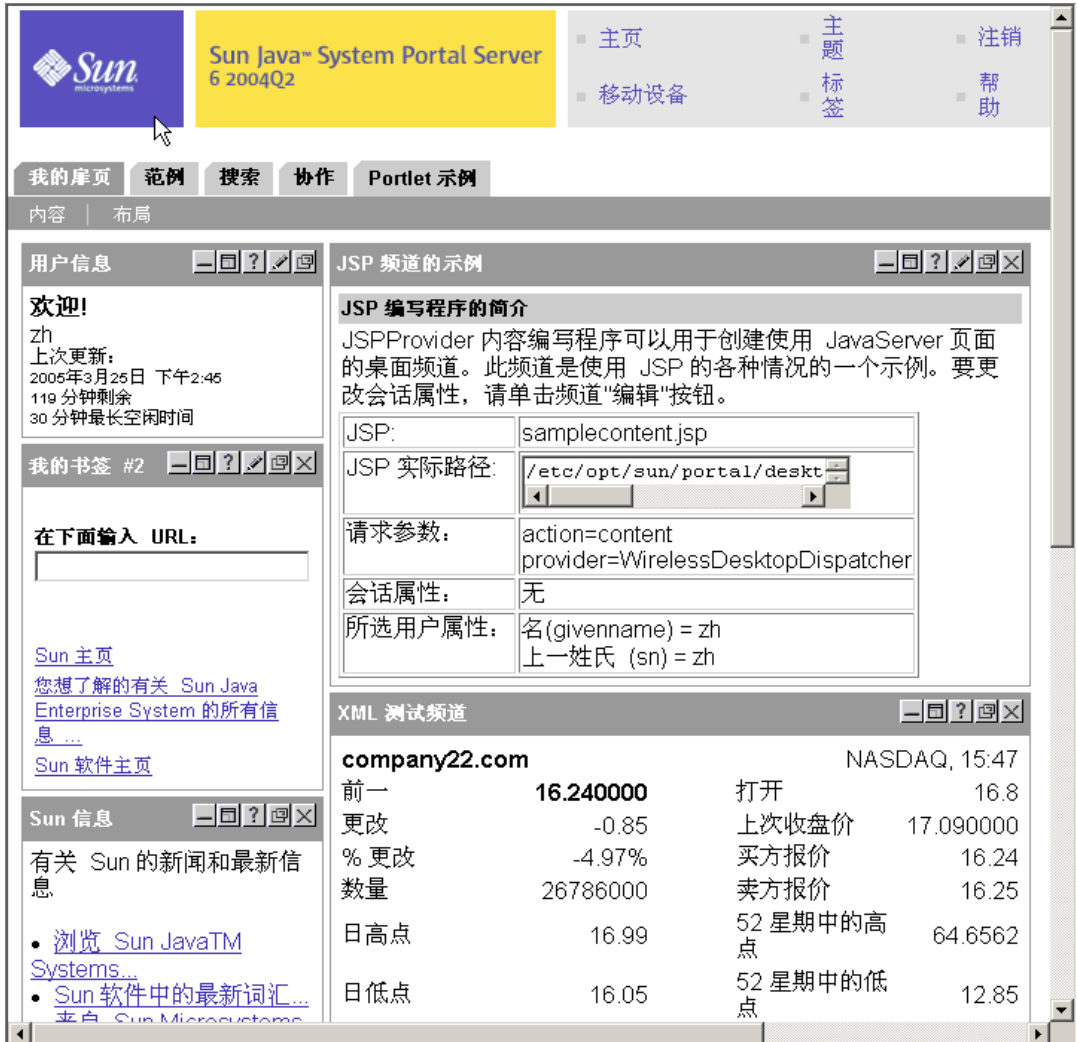 Sun
microsystems
Sun Java™ System Portal Server
6 2004Q2
主页
主题
注销
移动设备
标签
帮助
我的扉页
范例
搜索
协作
Portlet 示例
内容
布局
用户信息
欢迎!
zh
上次更新:
2005年3月25日 下午2:45
119 分钟剩余
30 分钟最长空闲时间
我的书签 #2
在下面输入 URL:
Sun 主页
您想了解的有关 Sun Java
Enterprise System 的所有信
息 ...
Sun 软件主页
Sun 信息
有关 Sun 的新闻和最新信
息
浏览 Sun JavaTM
Systems...
Sun 软件中的最新词汇...
来自 Sun Microsystems
JSP 频道的示例
JSP 编写程序的简介
JSPProvider 内容编写程序可以用于创建使用 JavaServer 页面
的桌面频道。此频道是使用 JSP 的各种情况的一个示例。要更
改会话属性，请单击频道"编辑"按钮。
JSP: samplecontent.jsp
JSP 实际路径: /etc/opt/sun/portal/deskt
请求参数: action=content
provider=WirelessDesktopDispatcher
会话属性: 无
所选用户属性: 名(givenname) = zh
上一姓氏 (sn) = zh
XML 测试频道
company22.com NASDAQ, 15:47
前一 16.240000 打开 16.8
更改 -0.85 上次收盘价 17.090000
% 更改 -4.97% 买方报价 16.24
数量 26786000 卖方报价 16.25
日高点 16.99 52 星期中的高
点 64.6562
日低点 16.05 52 星期中的低
点 12.85